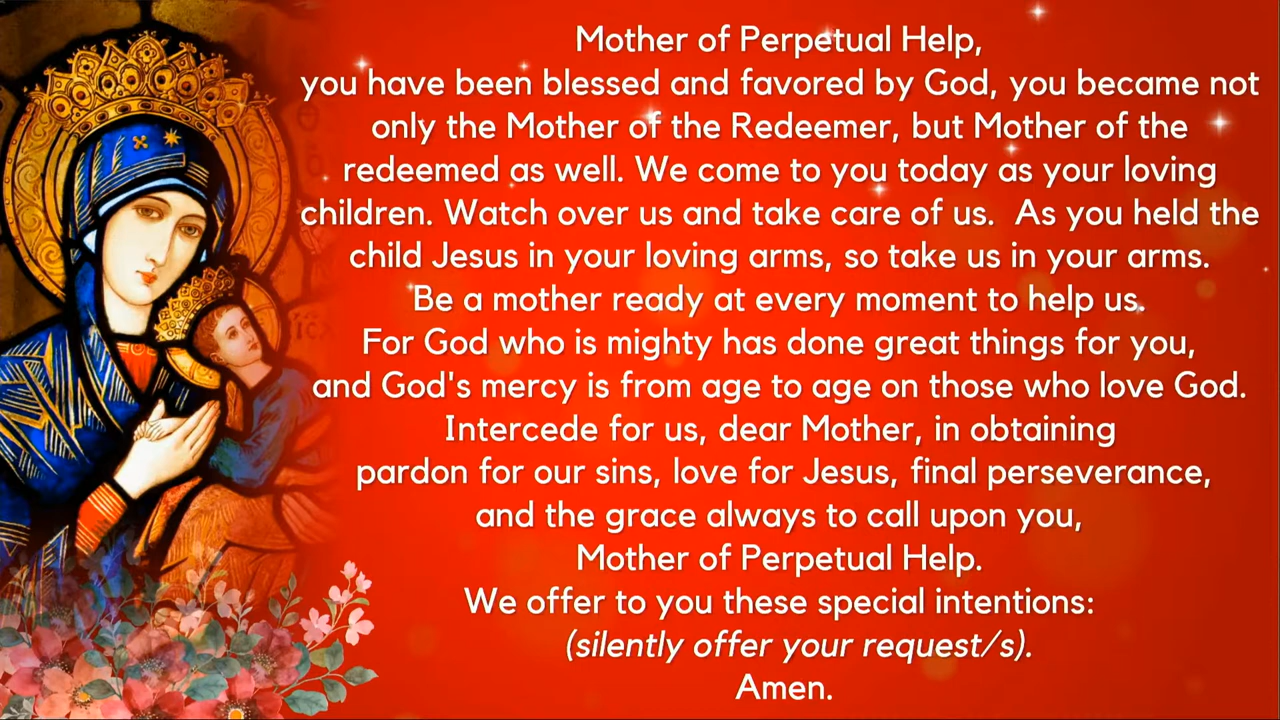 Mother of Perpetual Help,
you have been blessed and favored by God, you became not
only the Mother of the Redeemer, but Mother of the
redeemed as well. We come to you today as your loving
children. Watch over us and take care of us.  As you held the
child Jesus in your loving arms, so take us in your arms.
Be a mother ready at every moment to help us.
For God who is mighty has done great things for you,
and God's mercy is from age to age on those who love God.
Intercede for us, dear Mother, in obtaining
pardon for our sins, love for Jesus, final perseverance,
and the grace always to call upon you,
Mother of Perpetual Help.
We offer to you these special intentions:
(silently offer your request/s).
Amen.